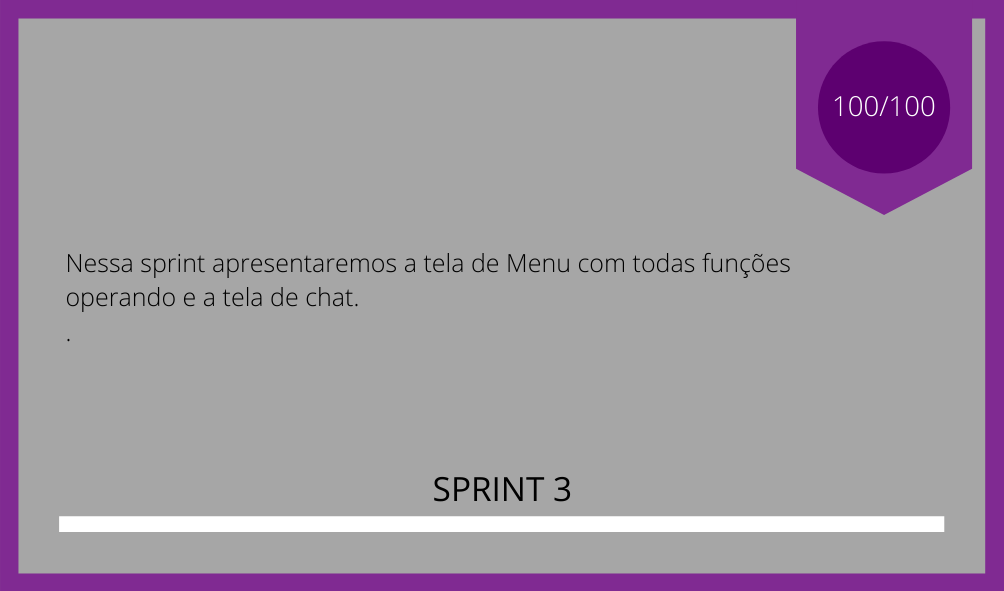 100/100
Nessa sprint apresentaremos a tela de Menu com todas funções
operando e a tela de chat.
.
SPRINT 3